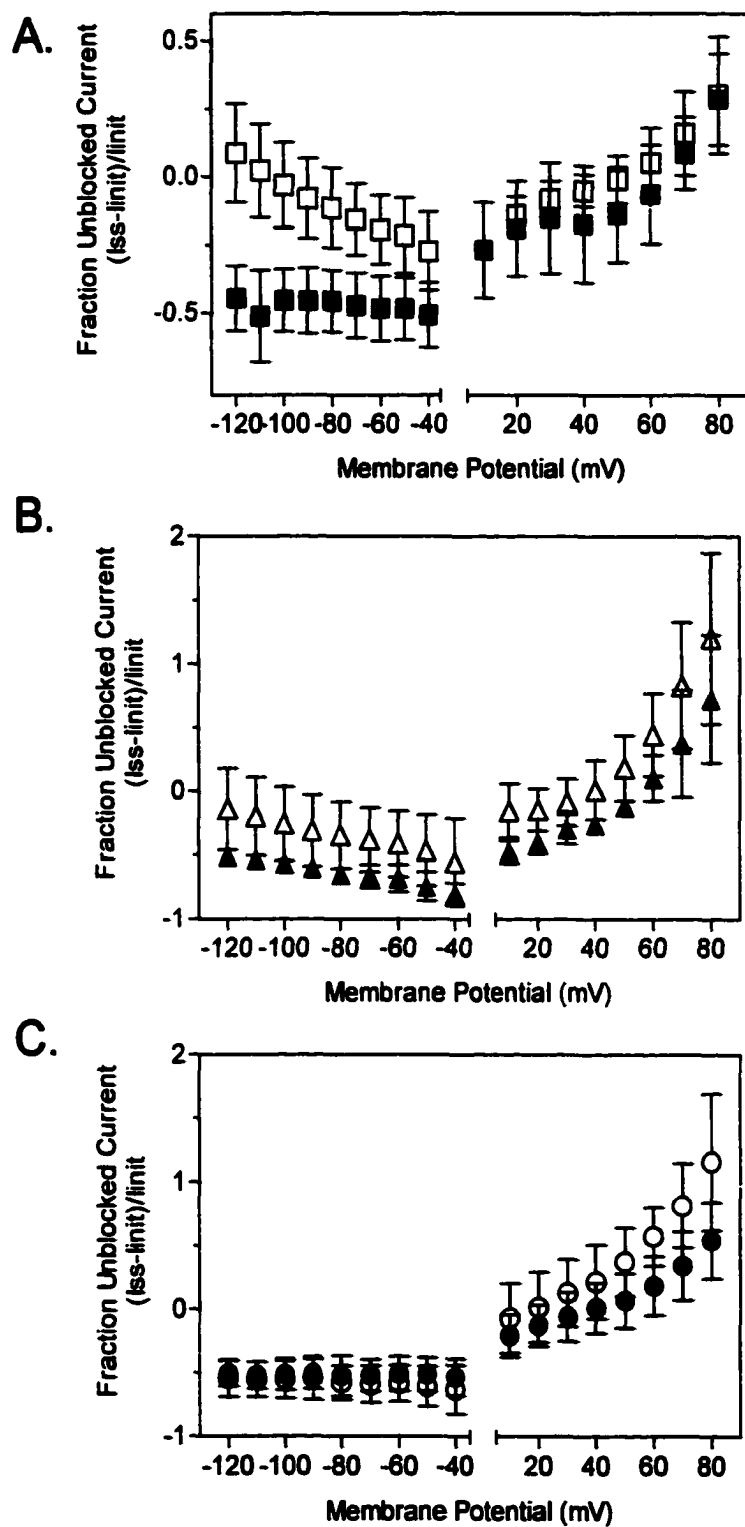 A.
Fraction Unblocked Current
(Iss-Iinit)/Iinit
0.5
0.0
-0.5
-120 -100 -80 -60 -40 20 40 60 80
Membrane Potential (mV)
B.
Fraction Unblocked Current
(Iss-Iinit)/Iinit
2
1
0
-1
-120 -100 -80 -60 -40 20 40 60 80
Membrane Potential (mV)
C.
Fraction Unblocked Current
(Iss-Iinit)/Iinit
2
1
0
-1
-120 -100 -80 -60 -40 20 40 60 80
Membrane Potential (mV)